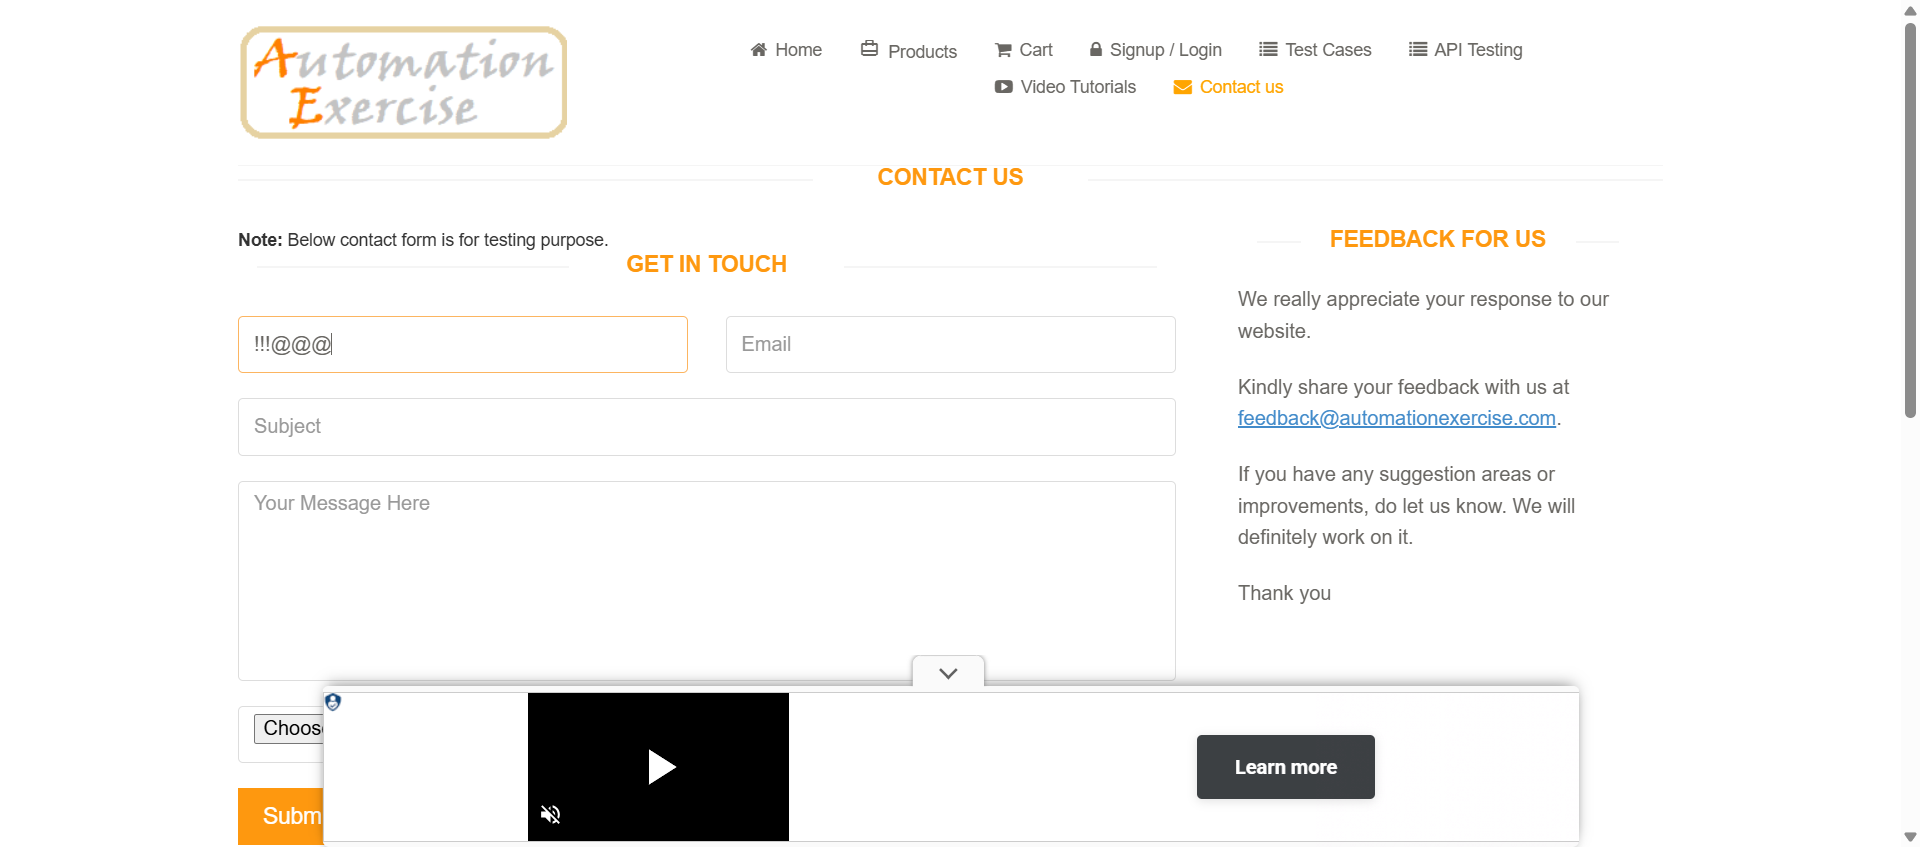 Automation
Exercise
Home
Products
Cart
Signup / Login
Test Cases
API Testing
Video Tutorials
Contact us
CONTACT US
Note: Below contact form is for testing purpose.
GET IN TOUCH
!!!@@@
Email
Subject
Your Message Here
Choos
Subm
FEEDBACK FOR US
We really appreciate your response to our
website.
Kindly share your feedback with us at
feedback@automationexercise.com.
If you have any suggestion areas or
improvements, do let us know. We will
definitely work on it.
Thank you
Learn more